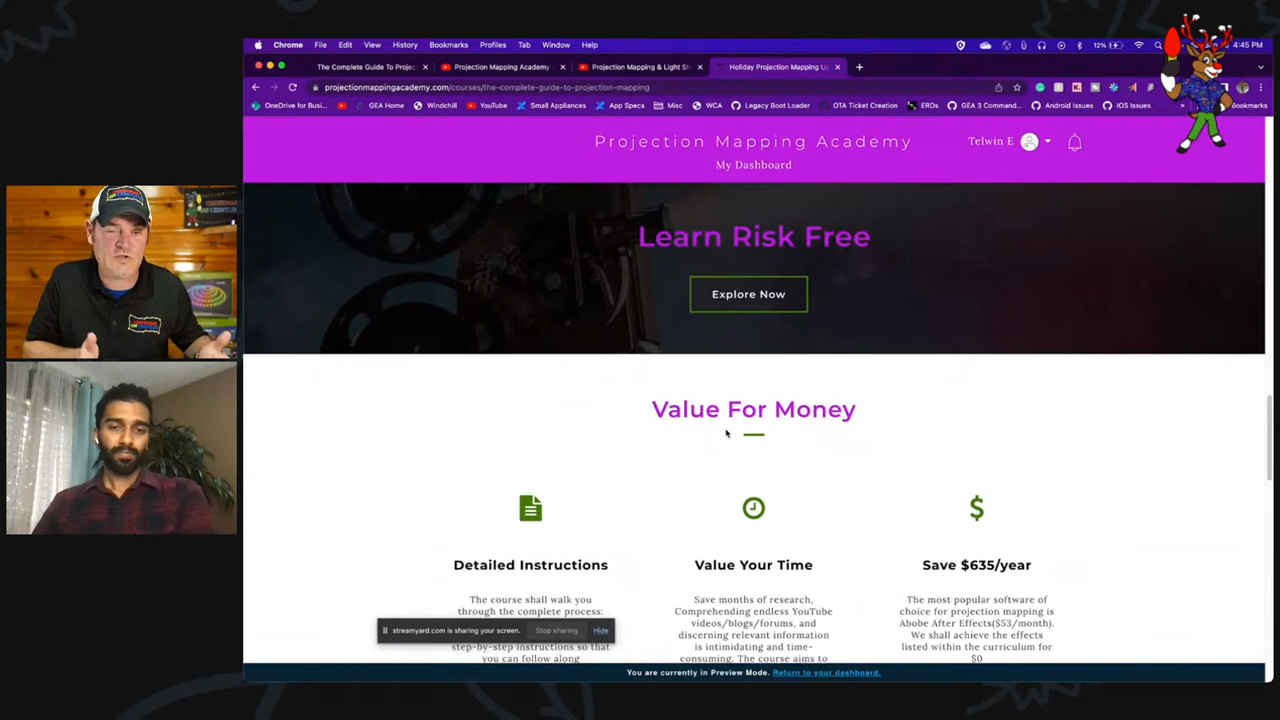 Chrome File Edit View History Bookmarks Profiles Tab Window Help
12%
4:45 PM
The Complete Guide To Projec
Projection Mapping Academy -
Projection Mapping & Light Sh
Holiday Projection Mapping Us
projectionmappingacademy.com/courses/the-complete-guide-to-projection-mapping
OneDrive for Busi... GEA Home Windchill YouTube Small Appliances App Specs Misc WCA Legacy Boot Loader OTA Ticket Creation ERDs GEA 3 Command... Android Issues IOS Issues » Bookmarks
Projection Mapping Academy
Telwin E
My Dashboard
Learn Risk Free
Explore Now
Value For Money
Detailed Instructions
The course shall walk you
through the complete process:
step-by-step instructions so that
you can follow along
Value Your Time
Save months of research,
Comprehending endless YouTube
videos/blogs/forums, and
discerning relevant information
is intimidating and time-
consuming. The course aims to
Save $635/year
The most popular software of
choice for projection mapping is
Abobe After Effects($53/month).
We shall achieve the effects
listed within the curriculum for
$0
streamyard.com is sharing your screen. Stop sharing Hide
You are currently in Preview Mode. Return to your dashboard.